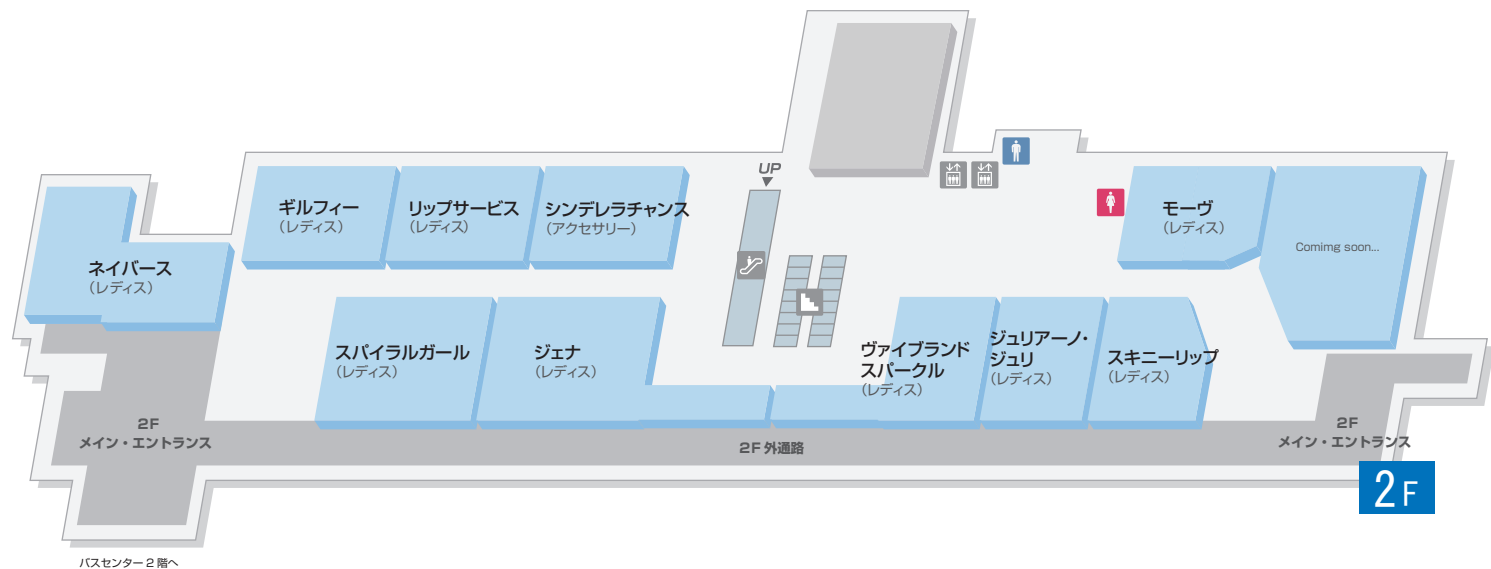 UP
ギルフィー
（レディス）
リップサービス
（レディス）
シンデレラチャンス
（アクセサリー）
モーヴ
（レディス）
Comimg soon...
ネイバース
（レディス）
スパイラルガール
（レディス）
ジェナ
（レディス）
ヴァイブランド
スパークル
（レディス）
ジュリアーノ・
ジュリ
（レディス）
スキニーリップ
（レディス）
2F
メイン・エントランス
2F 外通路
2F
メイン・エントランス
2F
バスセンター 2 階へ